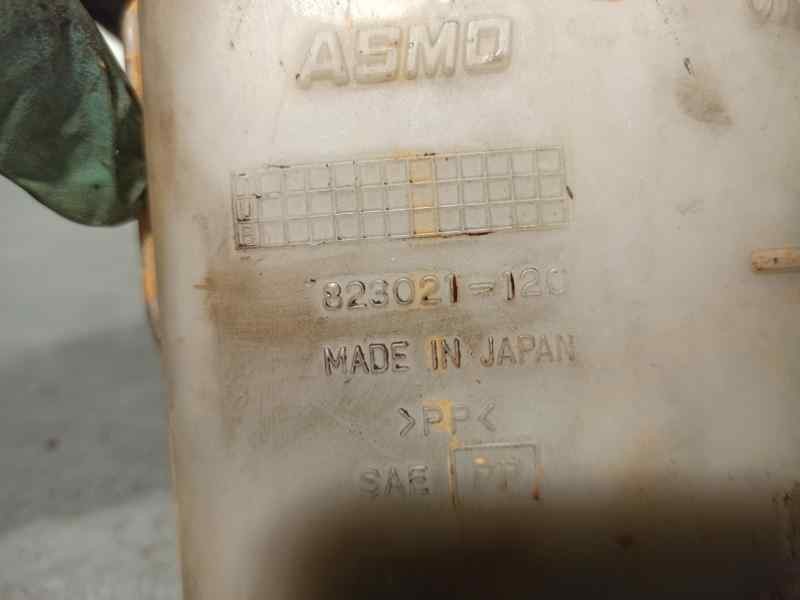 ASMO
823021-120
MADE IN JAPAN
>PP<
SAE